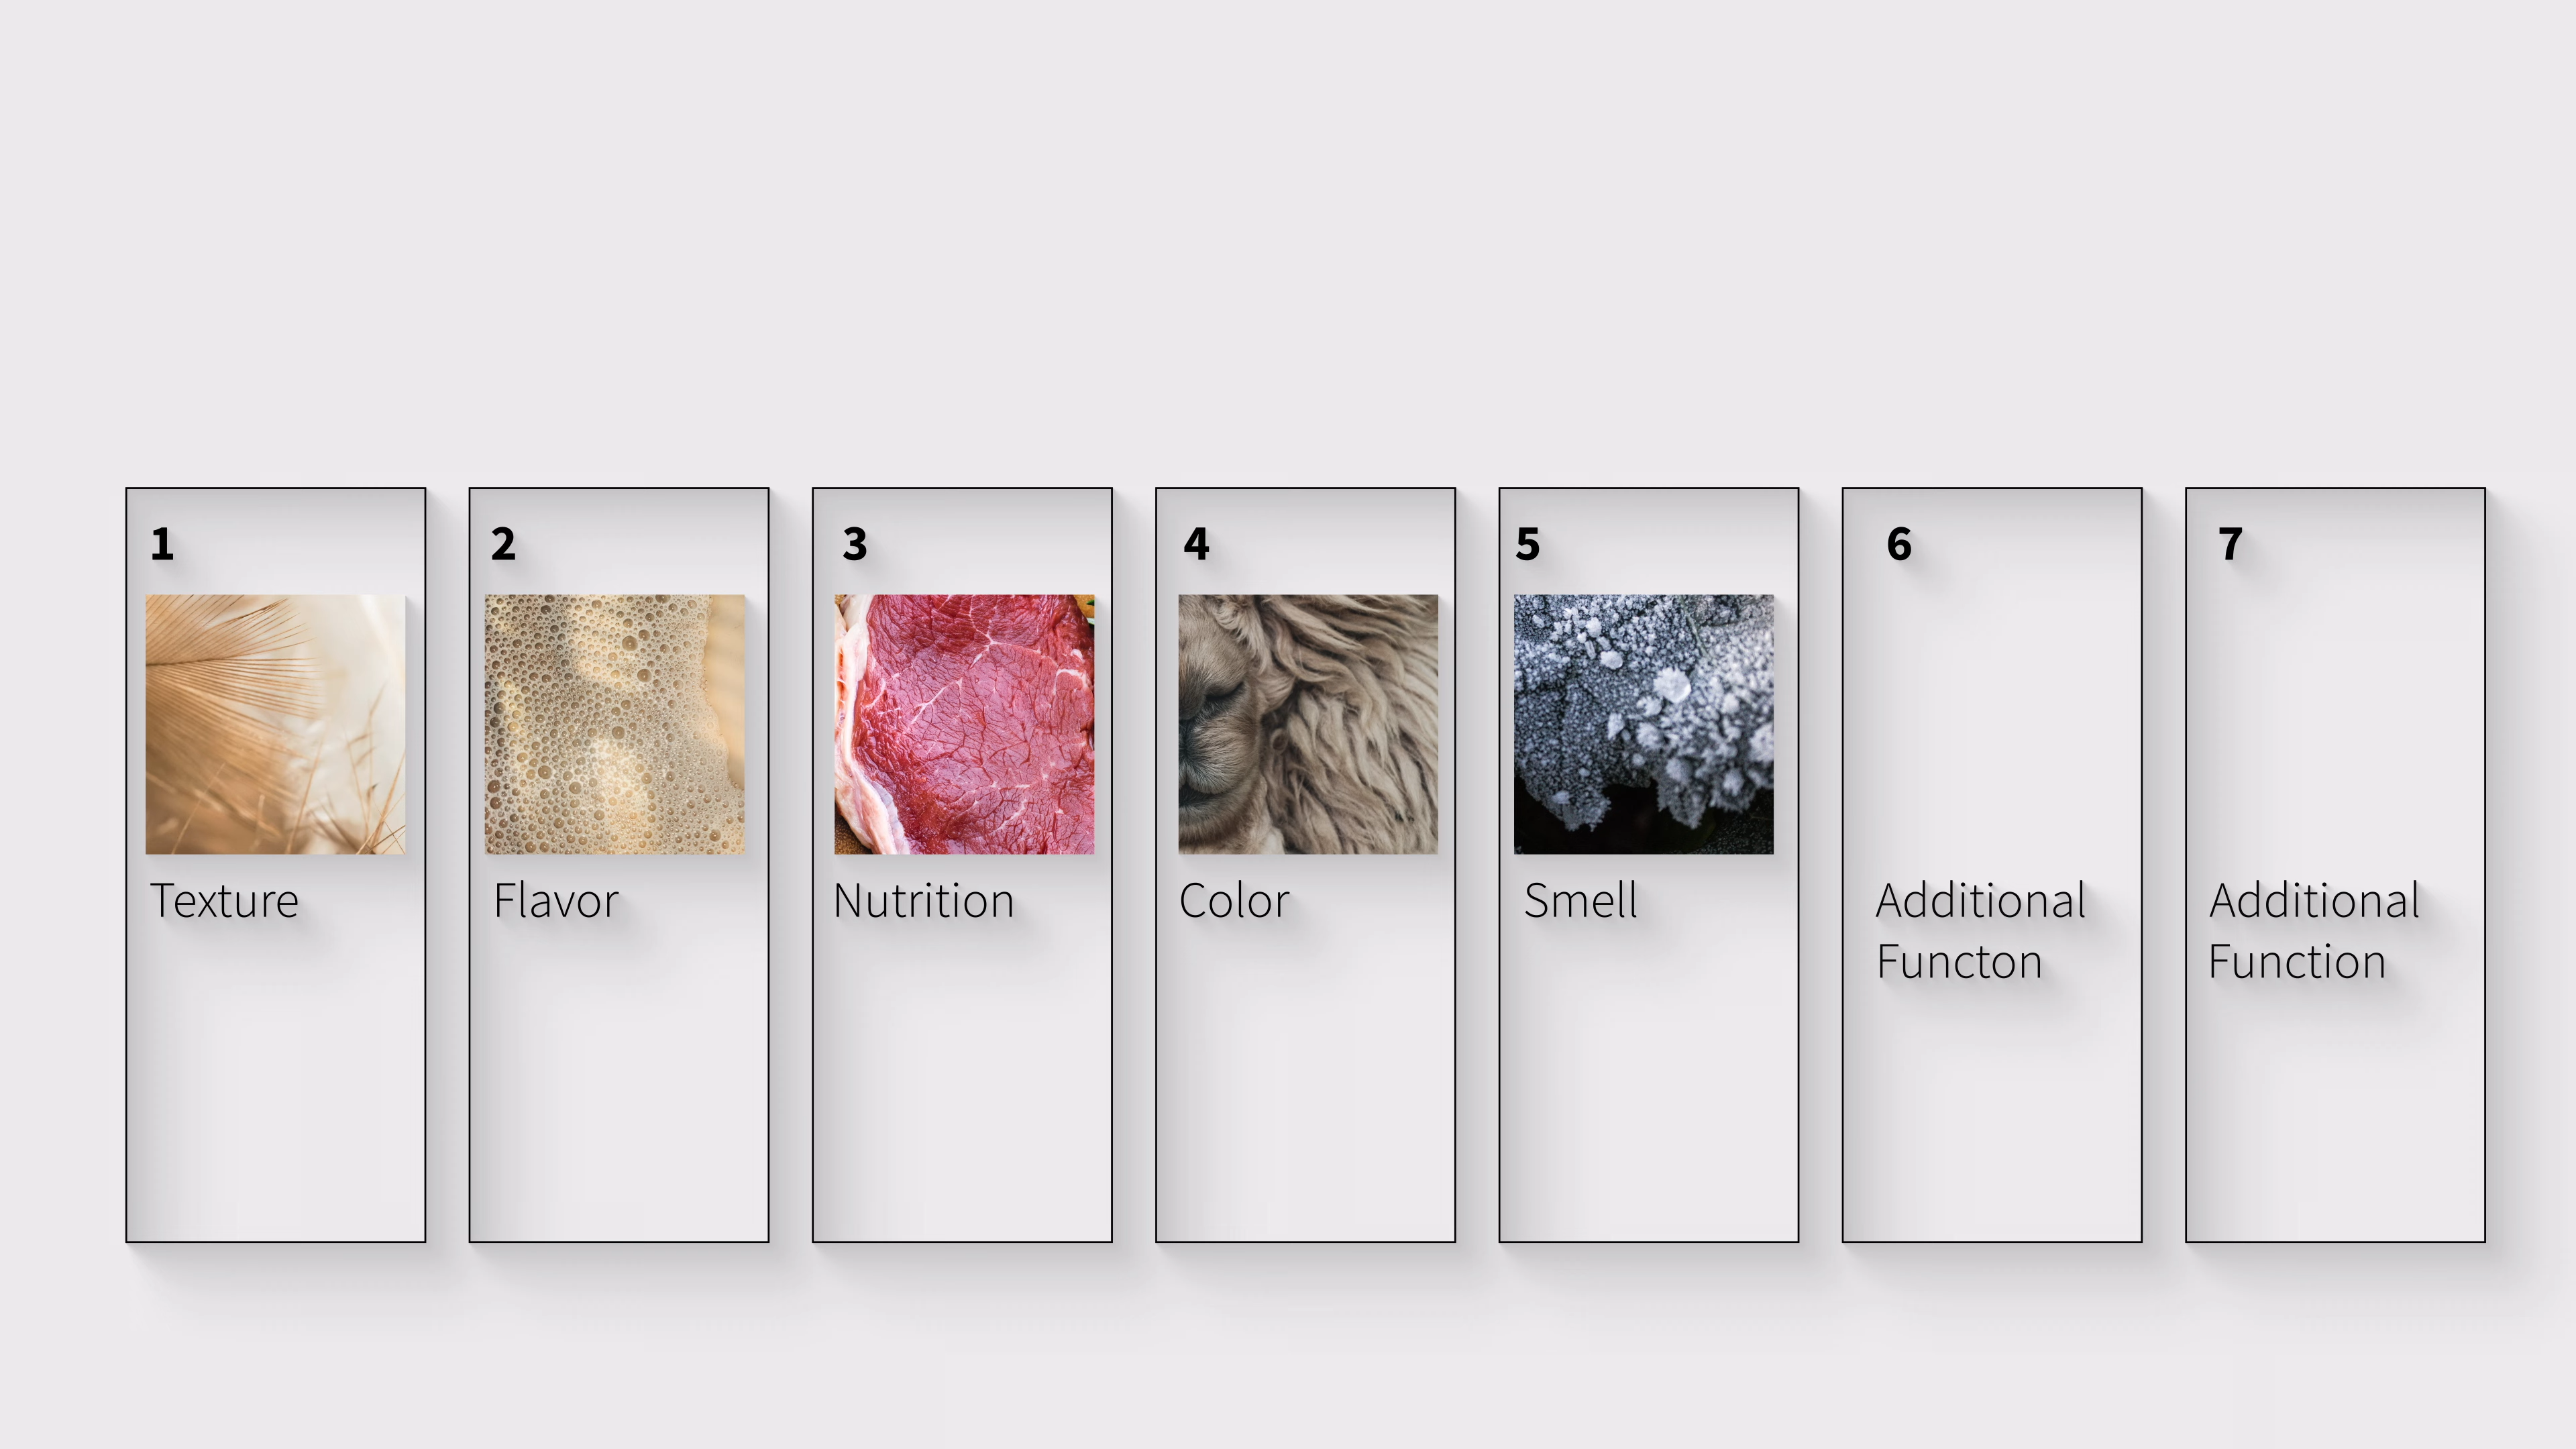 1
Texture
2
Flavor
3
Nutrition
4
Color
5
Smell
6
Additional
Functon
7
Additional
Function